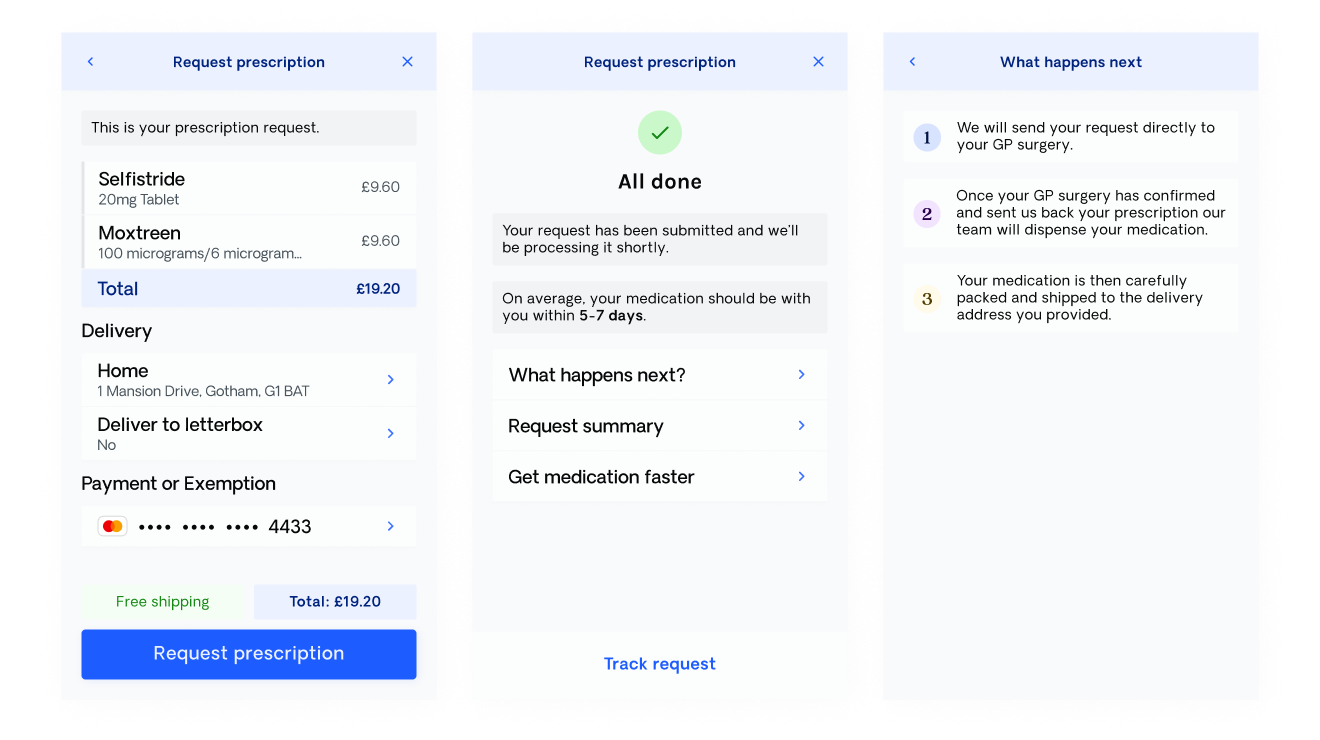 Request prescription
This is your prescription request.
Selfistride
£9.60
20mg Tablet
Moxtreen
£9.60
100 micrograms/6 microgram...
Total
£19.20
Delivery
Home
1 Mansion Drive, Gotham, G1 BAT
Deliver to letterbox
No
Payment or Exemption
•••• •••• •••• 4433
Free shipping
Total: £19.20
Request prescription
Request prescription
All done
Your request has been submitted and we'll
be processing it shortly.
On average, your medication should be with
you within 5-7 days.
What happens next?
Request summary
Get medication faster
Track request
What happens next
1
We will send your request directly to
your GP surgery.
2
Once your GP surgery has confirmed
and sent us back your prescription our
team will dispense your medication.
3
Your medication is then carefully
packed and shipped to the delivery
address you provided.